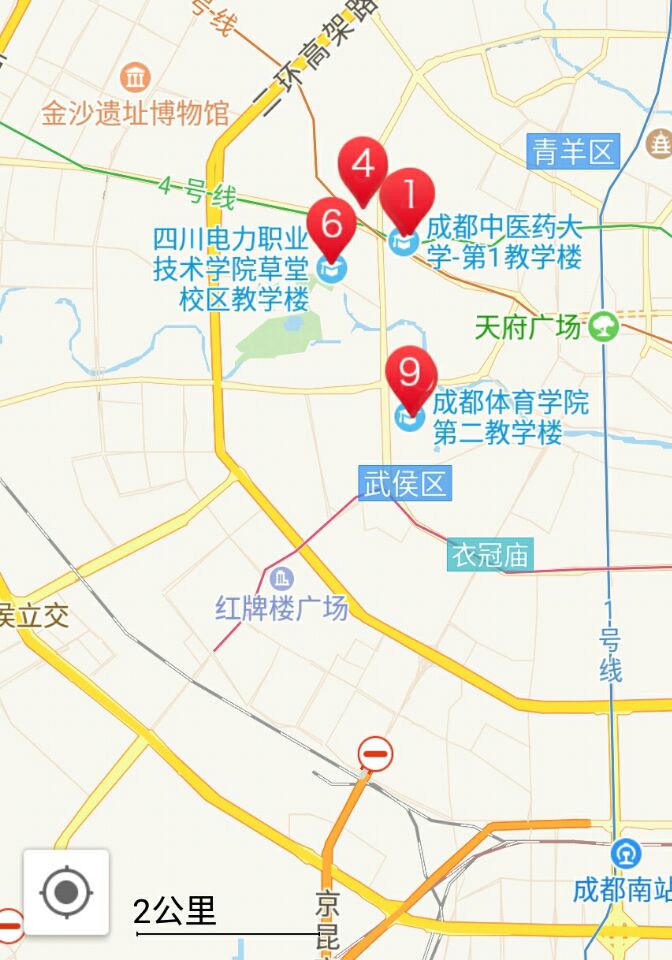 号线
二环高架路
金沙遗址博物馆
青羊区
4
1
4号线
6
四川电力职业
技术学院草堂
校区教学楼
成都中医药大
学-第1教学楼
天府广场
9
成都体育学院
第二教学楼
武侯区
衣冠庙
红牌楼广场
侯立交
1号线
成都南站
2公里
京昆